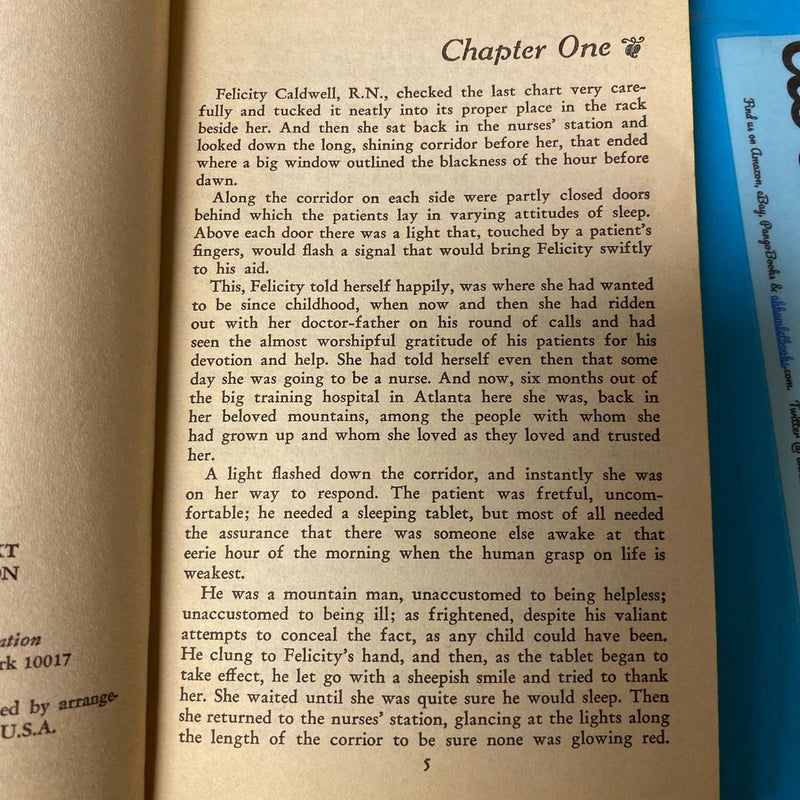 Chapter One
Felicity Caldwell, R.N., checked the last chart very care-
fully and tucked it neatly into its proper place in the rack
beside her. And then she sat back in the nurses' station and
looked down the long, shining corridor before her, that ended
where a big window outlined the blackness of the hour before
dawn.
Along the corridor on each side were partly closed doors
behind which the patients lay in varying attitudes of sleep.
Above each door there was a light that, touched by a patient's
fingers, would flash a signal that would bring Felicity swiftly
to his aid.
This, Felicity told herself happily, was where she had wanted
to be since childhood, when now and then she had ridden
out with her doctor-father on his round of calls and had
seen the almost worshipful gratitude of his patients for his
devotion and help. She had told herself even then that some
day she was going to be a nurse. And now, six months out of
the big training hospital in Atlanta here she was, back in
her beloved mountains, among the people with whom she
had grown up and whom she loved as they loved and trusted
her.
A light flashed down the corridor, and instantly she was
on her way to respond. The patient was fretful, uncom-
fortable; he needed a sleeping tablet, but most of all needed
the assurance that there was someone else awake at that
eerie hour of the morning when the human grasp on life is
weakest.
He was a mountain man, unaccustomed to being helpless;
unaccustomed to being ill; as frightened, despite his valiant
attempts to conceal the fact, as any child could have been.
He clung to Felicity's hand, and then, as the tablet began to
take effect, he let go with a sheepish smile and tried to thank
her. She waited until she was quite sure he would sleep. Then
she returned to the nurses' station, glancing at the lights along
the length of the corrior to be sure none was glowing red.
5
XT
ON
ation
rk 10017
ed by arrange-
U.S.A.
Find us on Amazon, eBay, PangoBooks &
.com. Twitter @